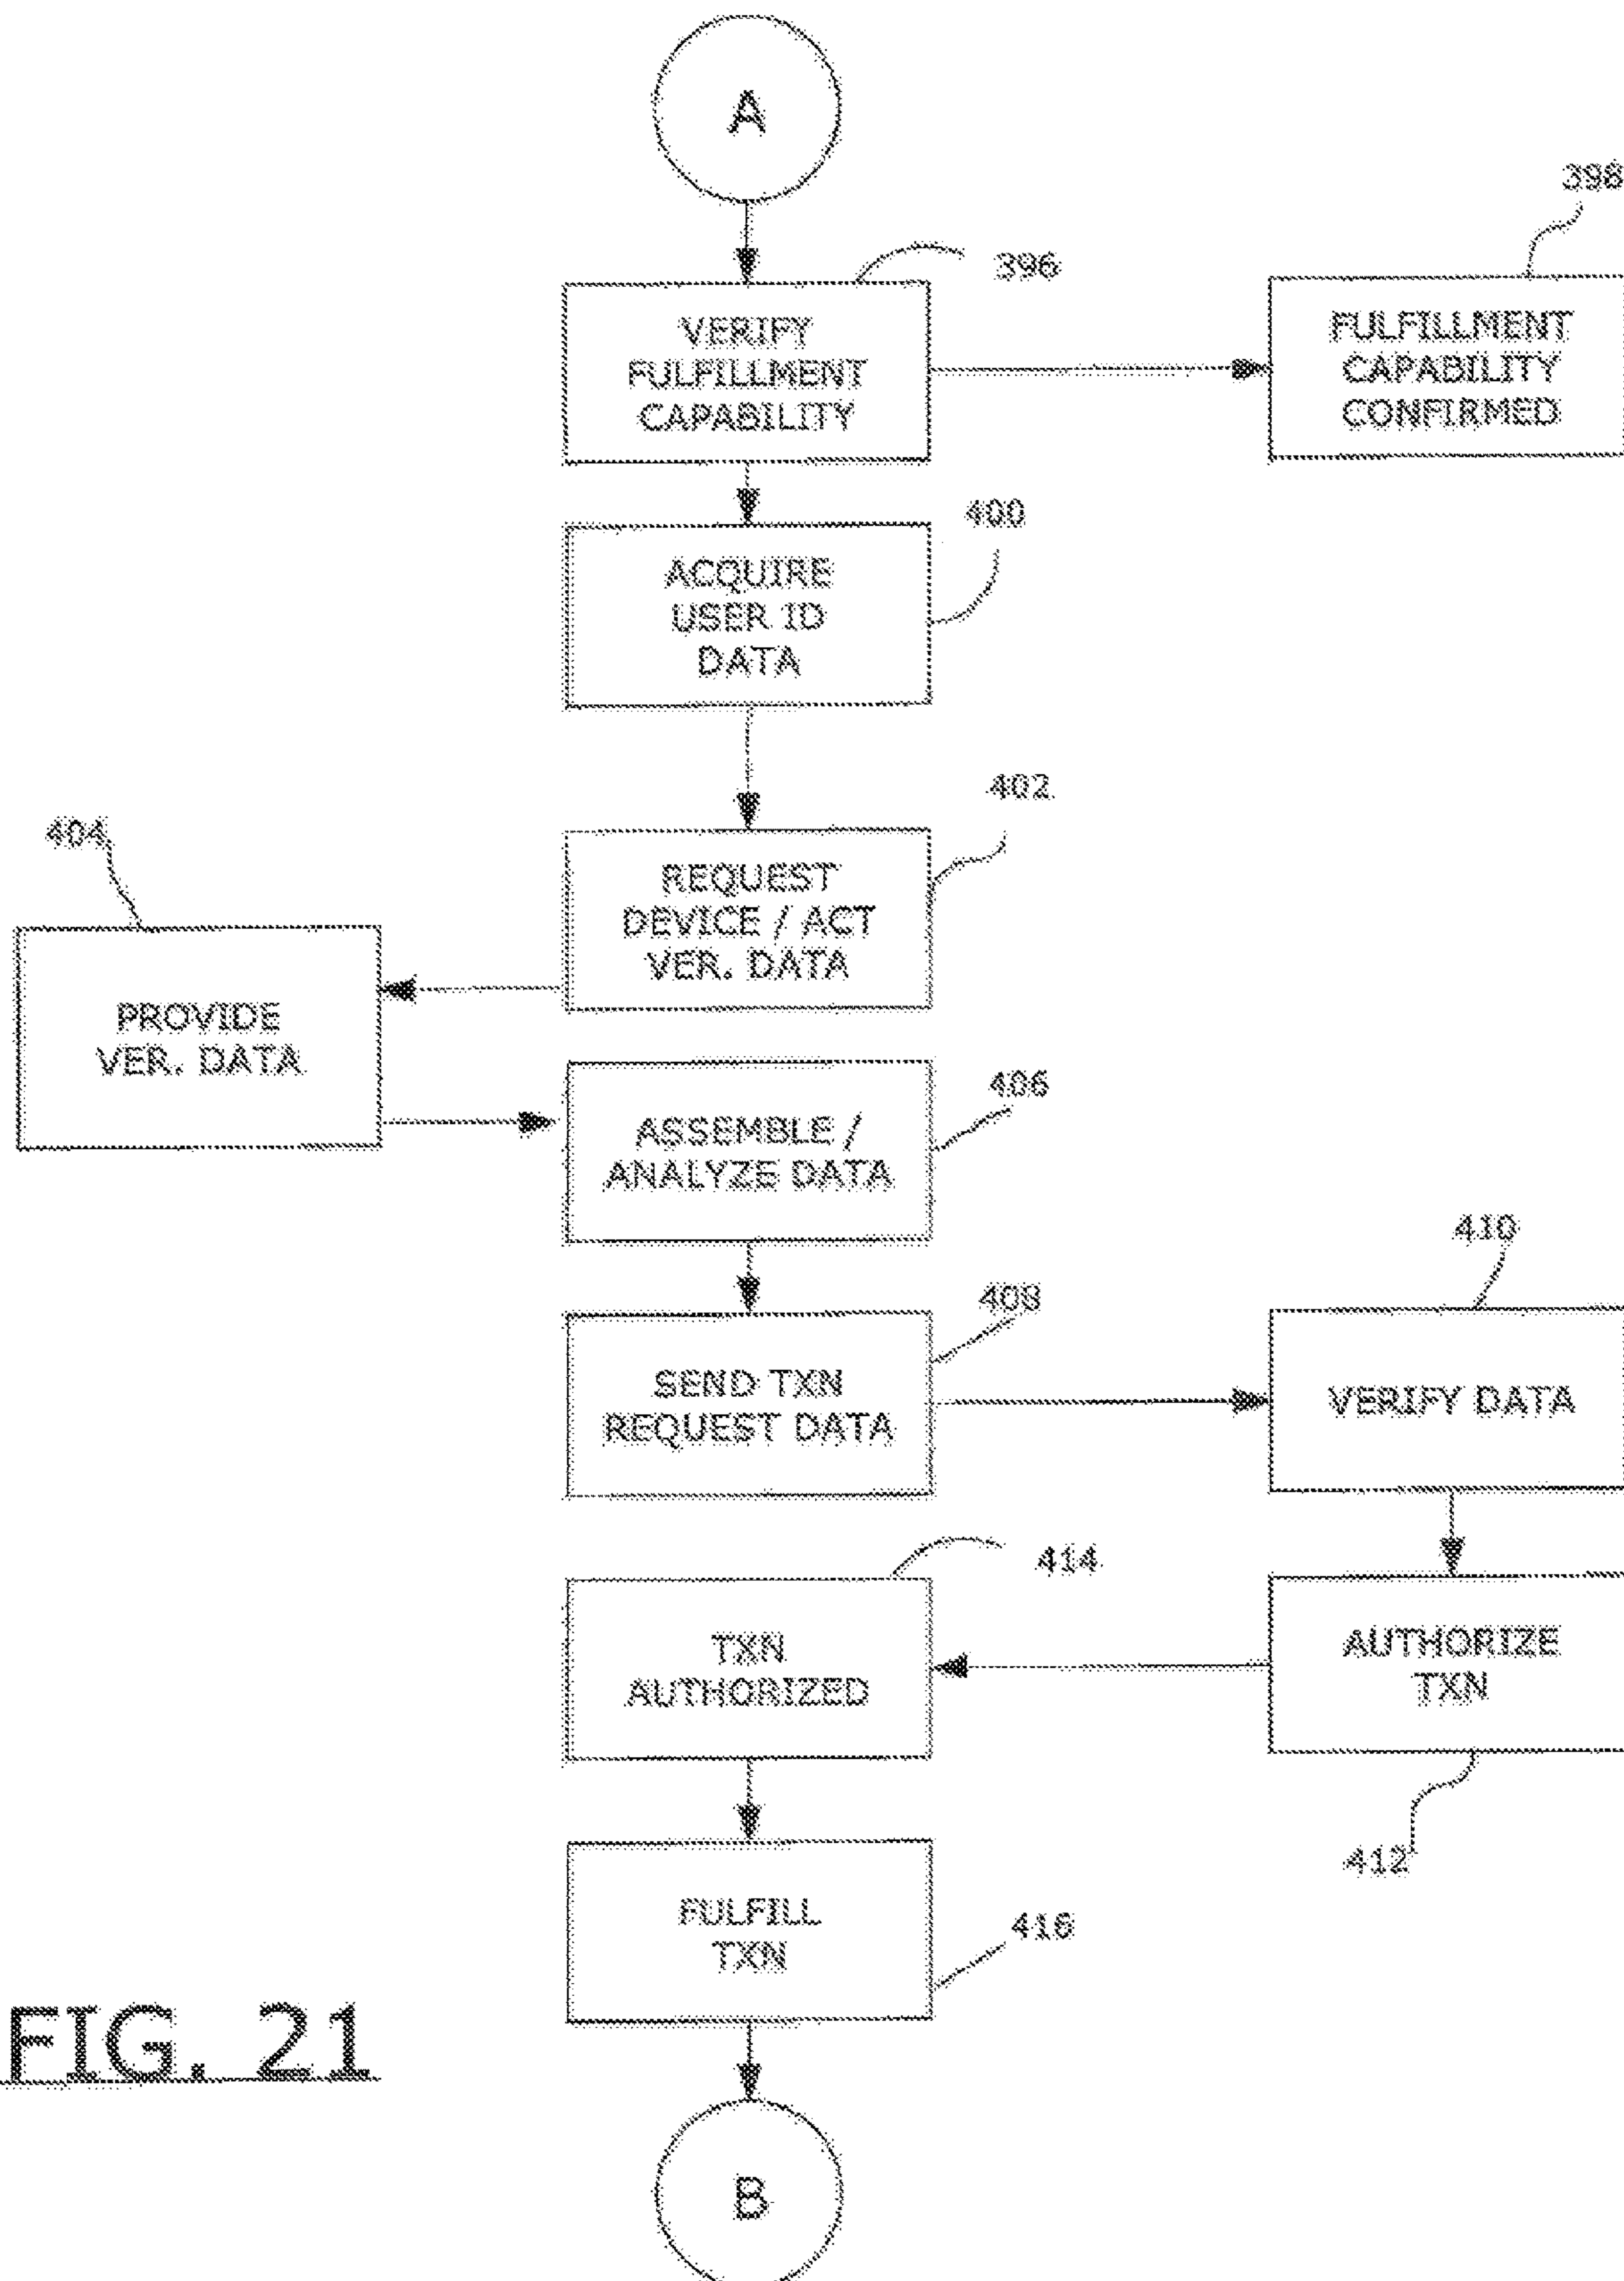 A
398
396
VERIFY
FULFILLMENT
CAPABILITY
FULFILLMENT
CAPABILITY
CONFIRMED
400
ACQUIRE
USER ID
DATA
402
404
REQUEST
DEVICE / ACT
VER. DATA
PROVIDE
VER. DATA
406
ASSEMBLE /
ANALYZE DATA
410
408
SEND TXN
REQUEST DATA
VERIFY DATA
414
TXN
AUTHORIZED
AUTHORIZE
TXN
412
FULFILL
TXN
416
FIG. 21
B